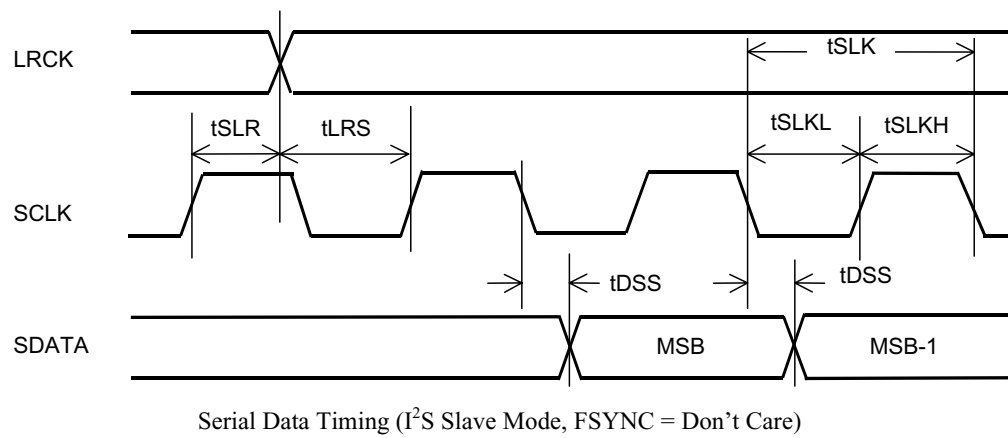 LRCK
tSLK
tSLR
tLRS
tSLKL
tSLKH
SCLK
tDSS
tDSS
SDATA
MSB
MSB-1
Serial Data Timing (I²S Slave Mode, FSYNC = Don’t Care)